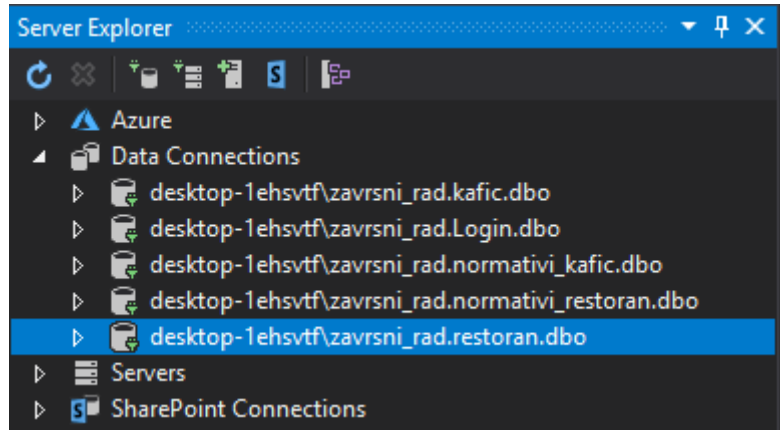 Server Explorer
Azure
Data Connections
desktop-1ehsvtf\zavrsni_rad.kafic.dbo
desktop-1ehsvtf\zavrsni_rad.Login.dbo
desktop-1ehsvtf\zavrsni_rad.normativi_kafic.dbo
desktop-1ehsvtf\zavrsni_rad.normativi_restoran.dbo
desktop-1ehsvtf\zavrsni_rad.restoran.dbo
Servers
SharePoint Connections